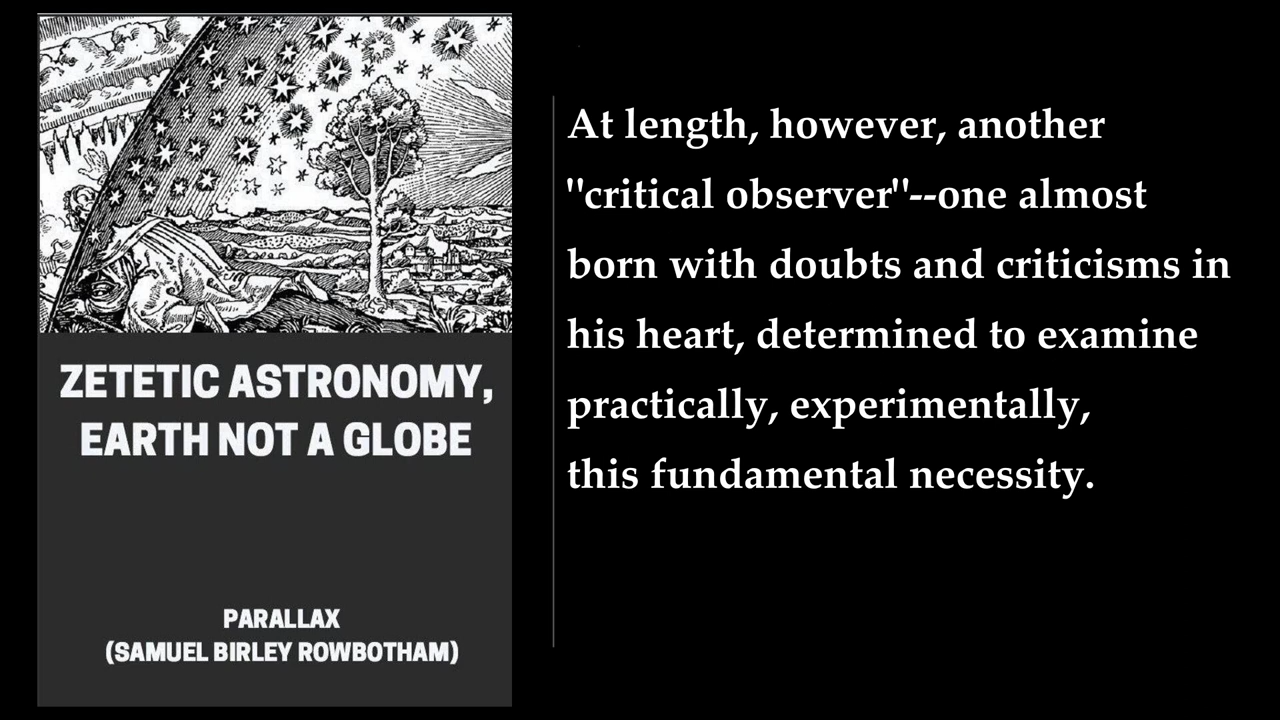 ZETETIC ASTRONOMY,
EARTH NOT A GLOBE
PARALLAX
(SAMUEL BIRLEY ROWBOTHAM)
At length, however, another
"critical observer"--one almost
born with doubts and criticisms in
his heart, determined to examine
practically, experimentally,
this fundamental necessity.